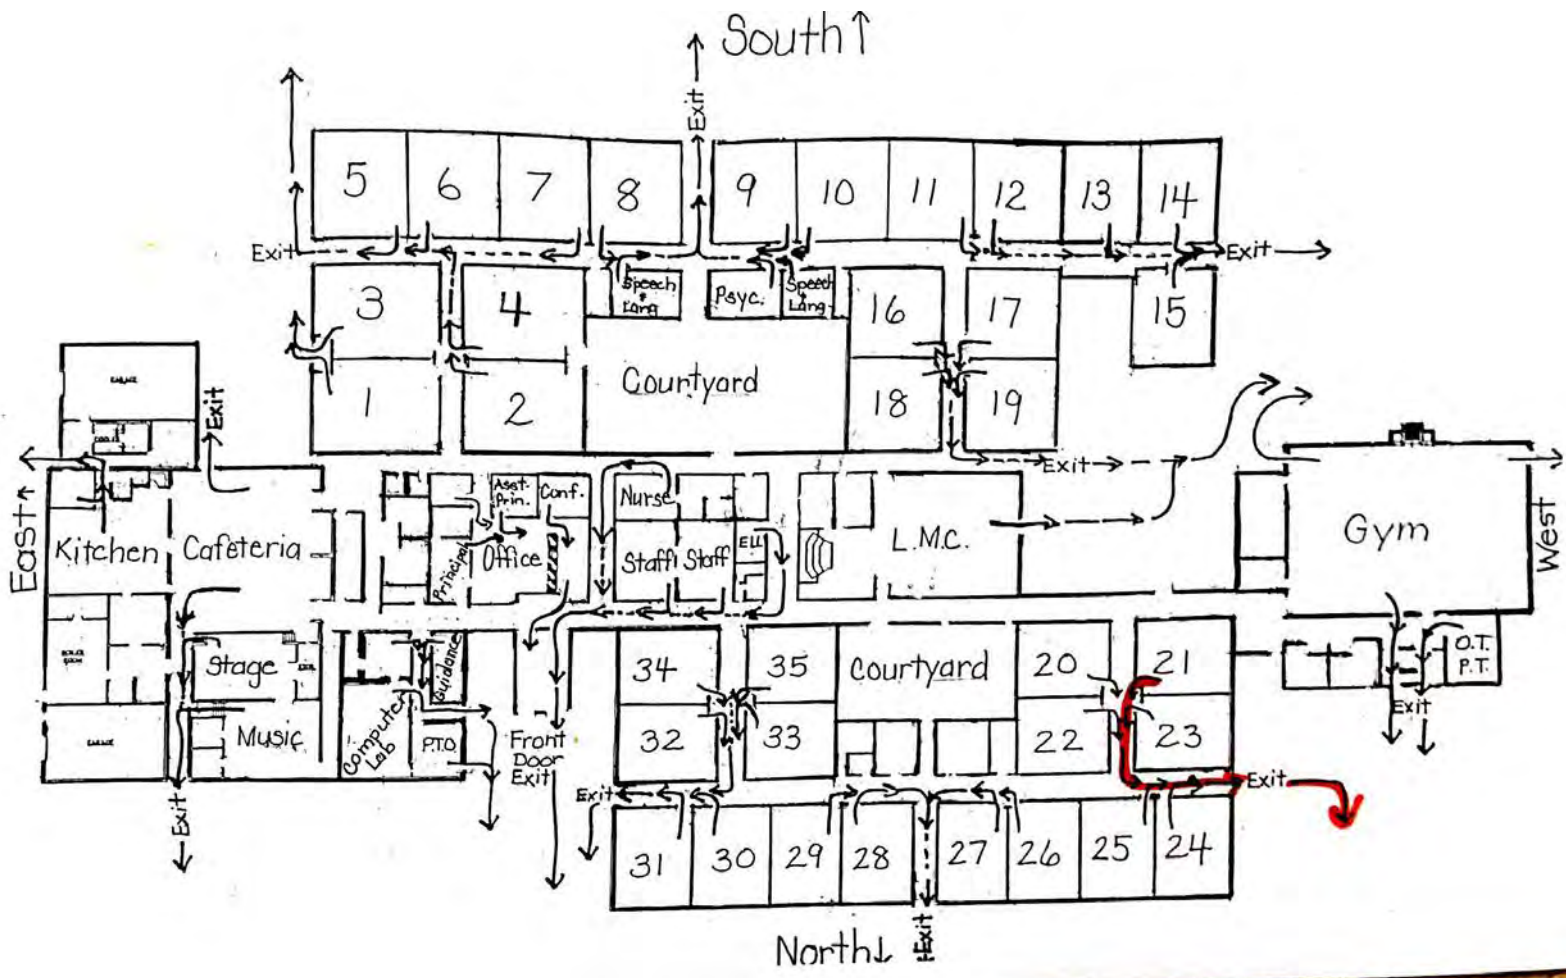 South↑
Exit
5 6 7 8 9 10 11 12 13 14
Exit
Exit
3 4
Speech
+
Lang
Psyc.
Speech
+
Lang
16 17 15
Courtyard
1 2 18 19
Exit
Exit
East↑
Kitchen
Cafeteria
Principal
Asst.
Prin.
Conf.
Office
Nurse
Staff
Staff
ELL
L.M.C.
Gym
West
Stage
Music
Guidance
Computer
Lab
P.T.O
Front
Door
Exit
34 35
Courtyard
20 21
O.T.
P.T.
32 33 22 23
Exit
Exit
Exit
Exit
31 30 29 28 27 26 25 24
Exit
North↓